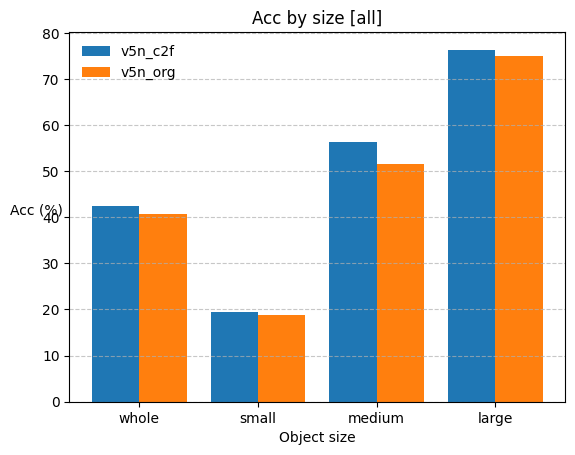 Acc by size [all]
v5n_c2f
v5n_org
Acc (%)
80
70
60
50
40
30
20
10
0
whole small medium large
Object size